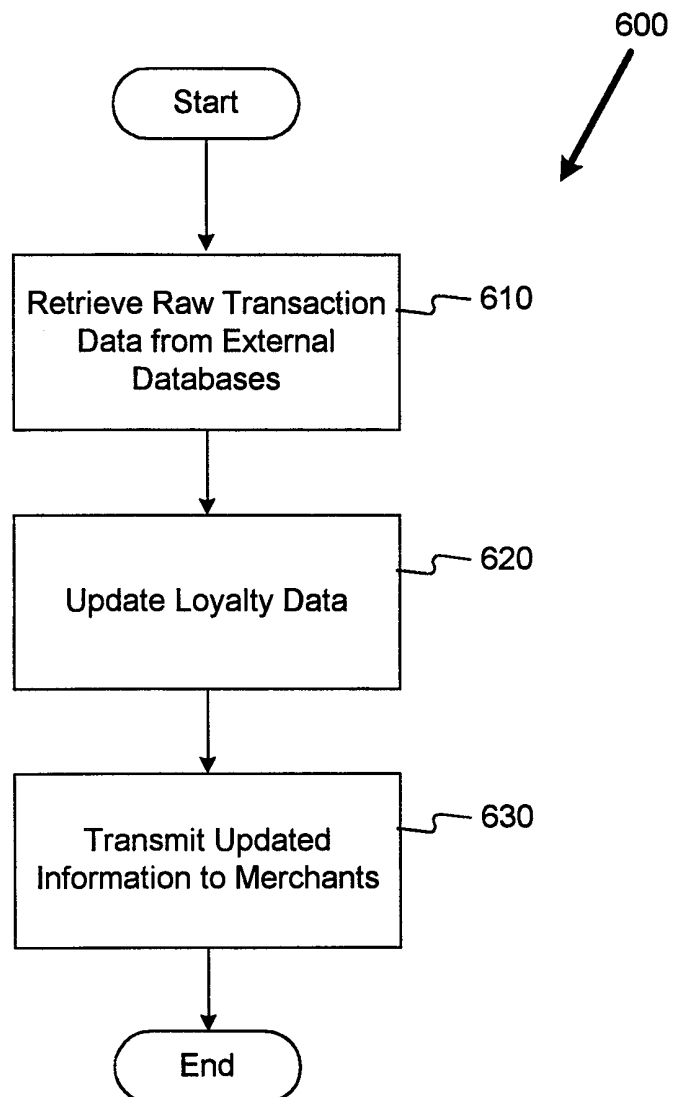 600
Start
Retrieve Raw Transaction
Data from External
Databases
610
Update Loyalty Data
620
Transmit Updated
Information to Merchants
630
End